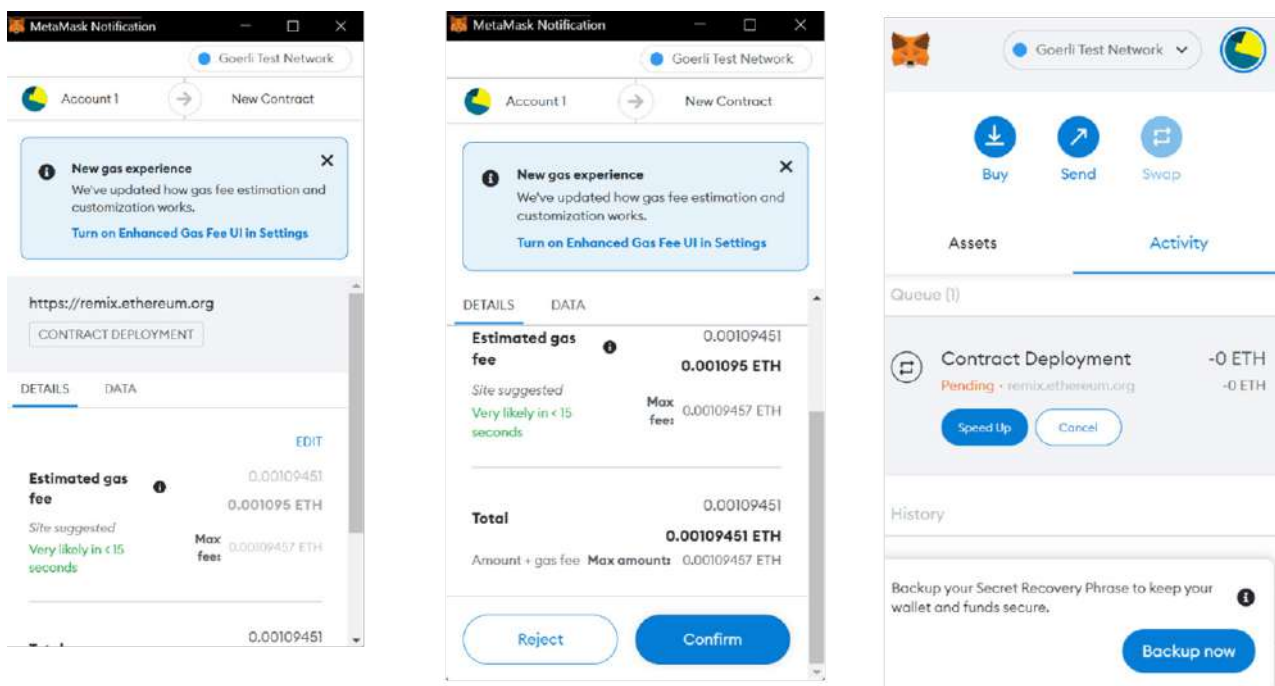 MetaMask Notification
Goerli Test Network
Account 1
New Contract
New gas experience
We've updated how gas fee estimation and
customization works.
Turn on Enhanced Gas Fee UI in Settings
https://remix.ethereum.org
CONTRACT DEPLOYMENT
DETAILS DATA
EDIT
Estimated gas
fee
0.00109451
0.001095 ETH
Site suggested
Very likely in < 15
seconds
Max
fee: 0.00109457 ETH
0.00109451
MetaMask Notification
Goerli Test Network
Account 1
New Contract
New gas experience
We've updated how gas fee estimation and
customization works.
Turn on Enhanced Gas Fee UI in Settings
DETAILS DATA
Estimated gas
fee
0.00109451
0.001095 ETH
Site suggested
Very likely in < 15
seconds
Max
fee: 0.00109457 ETH
Total
0.00109451
0.00109451 ETH
Amount + gas fee Max amount: 0.00109457 ETH
Reject
Confirm
Goerli Test Network
Buy
Send
Swap
Assets
Activity
Queue (1)
Contract Deployment -0 ETH
Pending · remix.ethereum.org -0 ETH
Speed Up
Cancel
History
Backup your Secret Recovery Phrase to keep your
wallet and funds secure.
Backup now